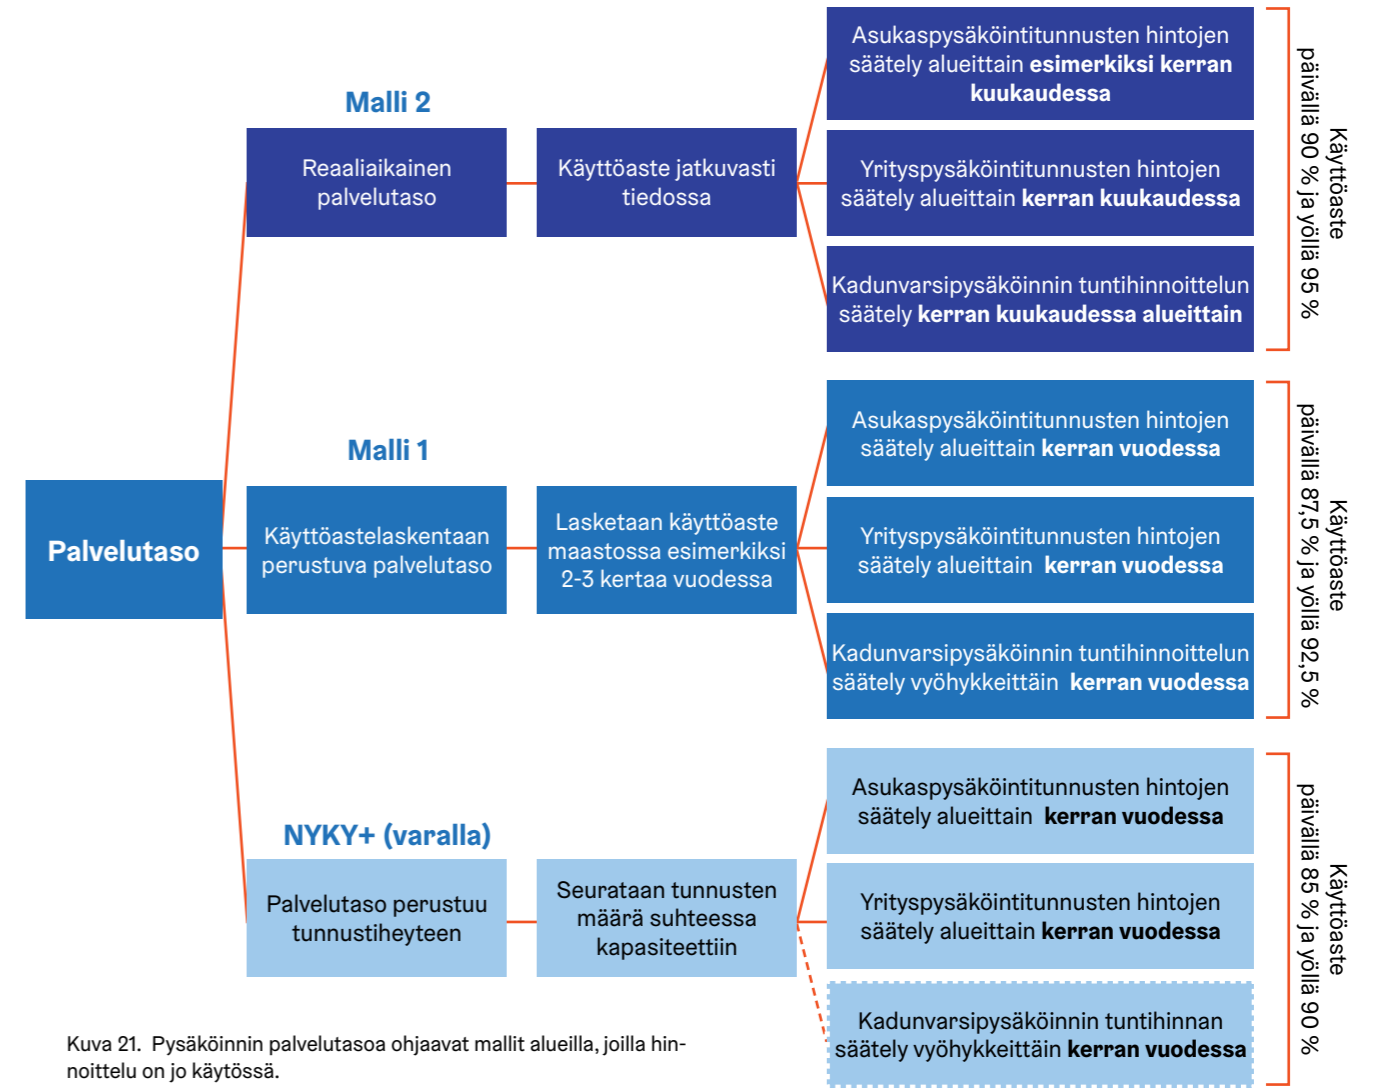 Palvelutaso
Malli 2
Reaaliaikainen
palvelutaso
Käyttöaste jatkuvasti
tiedossa
Asukaspysäköintitunnusten hintojen
säätely alueittain esimerkiksi kerran
kuukaudessa
Yrityspysäköintitunnusten hintojen
säätely alueittain kerran kuukaudessa
Kadunvarsipysäköinnin tuntihinnoittelun
säätely kerran kuukaudessa alueittain
Käyttöaste
päivällä 90 % ja yöllä 95 %
Malli 1
Käyttöastelaskentaan
perustuva palvelutaso
Lasketaan käyttöaste
maastossa esimerkiksi
2-3 kertaa vuodessa
Asukaspysäköintitunnusten hintojen
säätely alueittain kerran vuodessa
Yrityspysäköintitunnusten hintojen
säätely alueittain kerran vuodessa
Kadunvarsipysäköinnin tuntihinnoittelun
säätely vyöhykkeittäin kerran vuodessa
Käyttöaste
päivällä 87,5 % ja yöllä 92,5 %
NYKY+ (varalla)
Palvelutaso perustuu
tunnustiheyteen
Seurataan tunnusten
määrä suhteessa
kapasiteettiin
Asukaspysäköintitunnusten hintojen
säätely alueittain kerran vuodessa
Yrityspysäköintitunnusten hintojen
säätely alueittain kerran vuodessa
Kadunvarsipysäköinnin tuntihinnan
säätely vyöhykkeittäin kerran vuodessa
Käyttöaste
päivällä 85 % ja yöllä 90 %
Kuva 21. Pysäköinnin palvelutasoa ohjaavat mallit alueilla, joilla hin-
noittelu on jo käytössä.